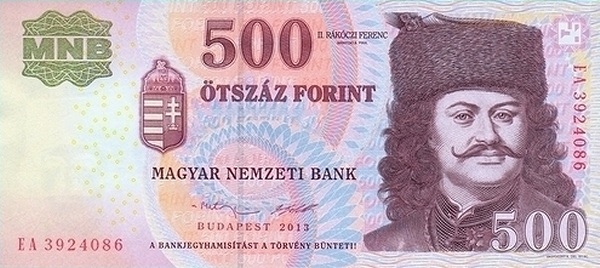 MNB
500
II. RÁKÓCZI FERENC
ÖTSZÁZ FORINT
EA 3924086
MAGYAR NEMZETI BANK
BUDAPEST 2013
EA 3924086
A BANKJEGYHAMISÍTÁST A TÖRVÉNY BÜNTETI!
500